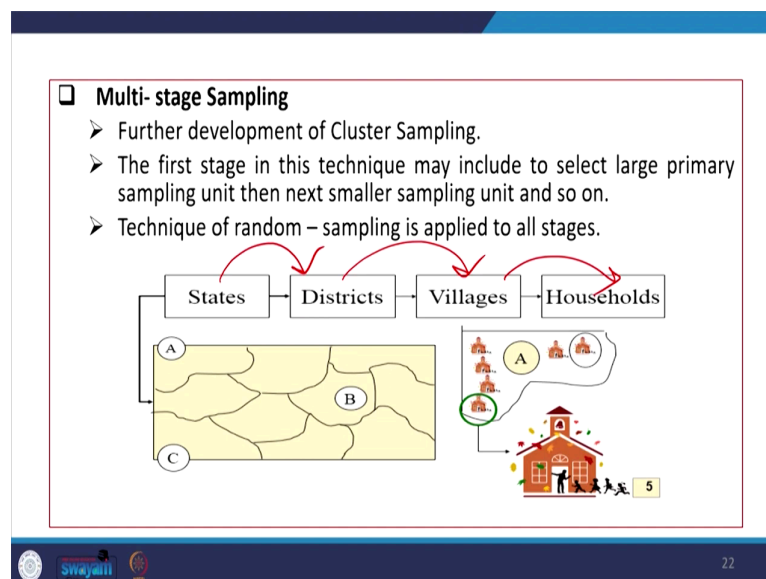 Multi- stage Sampling
Further development of Cluster Sampling.
The first stage in this technique may include to select large primary
sampling unit then next smaller sampling unit and so on.
Technique of random – sampling is applied to all stages.
States Districts Villages Households
A
B
C
A
5
swayam
22